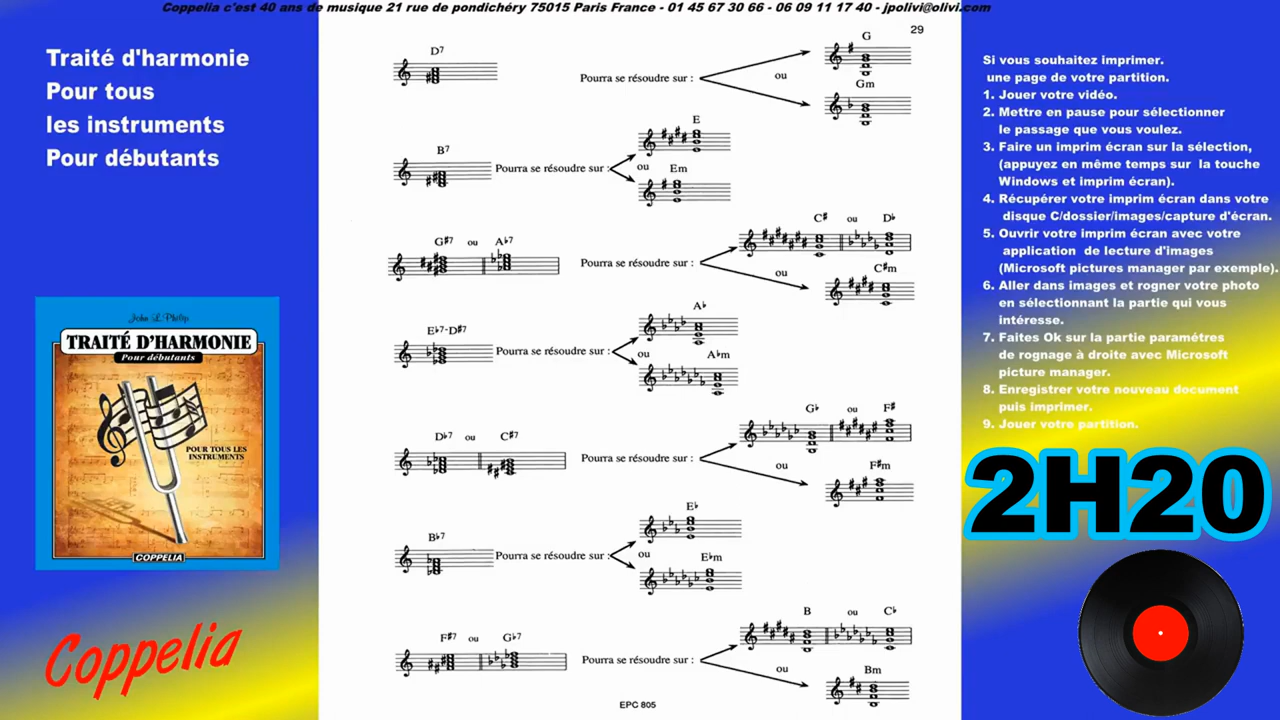 Coppelia c'est 40 ans de musique 21 rue de pondichéry 75015 Paris France - 01 45 67 30 66 - 06 09 11 17 40 - jpolivi@olivi.com
Traité d'harmonie
Pour tous
les instruments
Pour débutants
John L. Philip
TRAITÉ D'HARMONIE
Pour débutants
POUR TOUS LES
INSTRUMENTS
COPPELIA
Coppelia
29
D7
Pourra se résoudre sur :
G
ou
Gm
B7
Pourra se résoudre sur :
E
ou
Em
G♯7 ou A♭7
Pourra se résoudre sur :
C♯ ou D♭
ou
C♯m
E♭7-D♯7
Pourra se résoudre sur :
A♭
ou
A♭m
D♭7 ou C♯7
Pourra se résoudre sur :
G♭ ou F♯
ou
F♯m
B♭7
Pourra se résoudre sur :
E♭
ou
E♭m
F♯7 ou G♭7
Pourra se résoudre sur :
B ou C♭
ou
Bm
EPC 805
Si vous souhaitez imprimer.
une page de votre partition.
1. Jouer votre vidéo.
2. Mettre en pause pour sélectionner
le passage que vous voulez.
3. Faire un imprim écran sur la sélection,
(appuyez en même temps sur la touche
Windows et imprim écran).
4. Récupérer votre imprim écran dans votre
disque C/dossier/images/capture d'écran.
5. Ouvrir votre imprim écran avec votre
application de lecture d'images
(Microsoft pictures manager par exemple).
6. Aller dans images et rogner votre photo
en sélectionnant la partie qui vous
intéresse.
7. Faites Ok sur la partie paramétres
de rognage à droite avec Microsoft
picture manager.
8. Enregistrer votre nouveau document
puis imprimer.
9. Jouer votre partition.
2H20